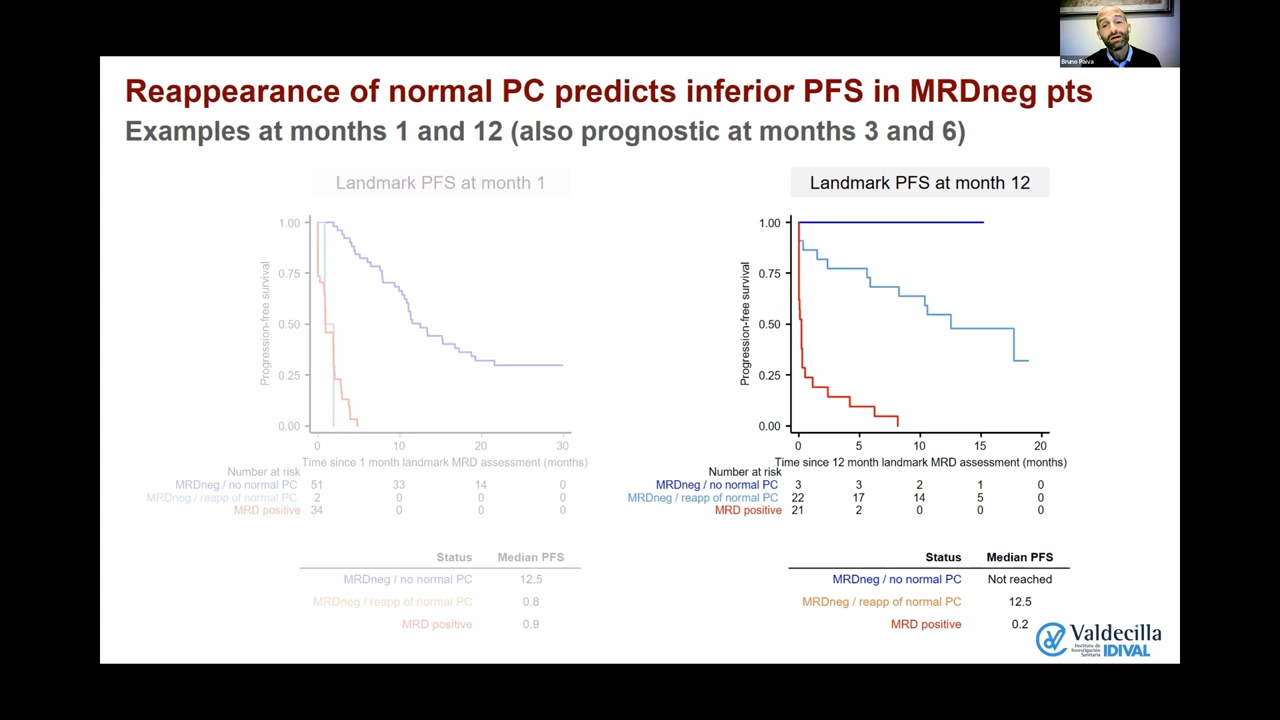 Bruno Paiva
Reappearance of normal PC predicts inferior PFS in MRDneg pts
Examples at months 1 and 12 (also prognostic at months 3 and 6)
Landmark PFS at month 1
Progression-free survival
1.00
0.75
0.50
0.25
0.00
0 10 20 30
Time since 1 month landmark MRD assessment (months)
Number at risk
MRDneg / no normal PC 51 33 14 0
MRDneg / reapp of normal PC 2 0 0 0
MRD positive 34 0 0 0
Status Median PFS
MRDneg / no normal PC 12.5
MRDneg / reapp of normal PC 0.8
MRD positive 0.9
Landmark PFS at month 12
Progression-free survival
1.00
0.75
0.50
0.25
0.00
0 5 10 15 20
Time since 12 month landmark MRD assessment (months)
Number at risk
MRDneg / no normal PC 3 3 2 1 0
MRDneg / reapp of normal PC 22 17 14 5 0
MRD positive 21 2 0 0 0
Status Median PFS
MRDneg / no normal PC Not reached
MRDneg / reapp of normal PC 12.5
MRD positive 0.2
Valdecilla
Instituto de
Investigación
Sanitaria
IDIVAL